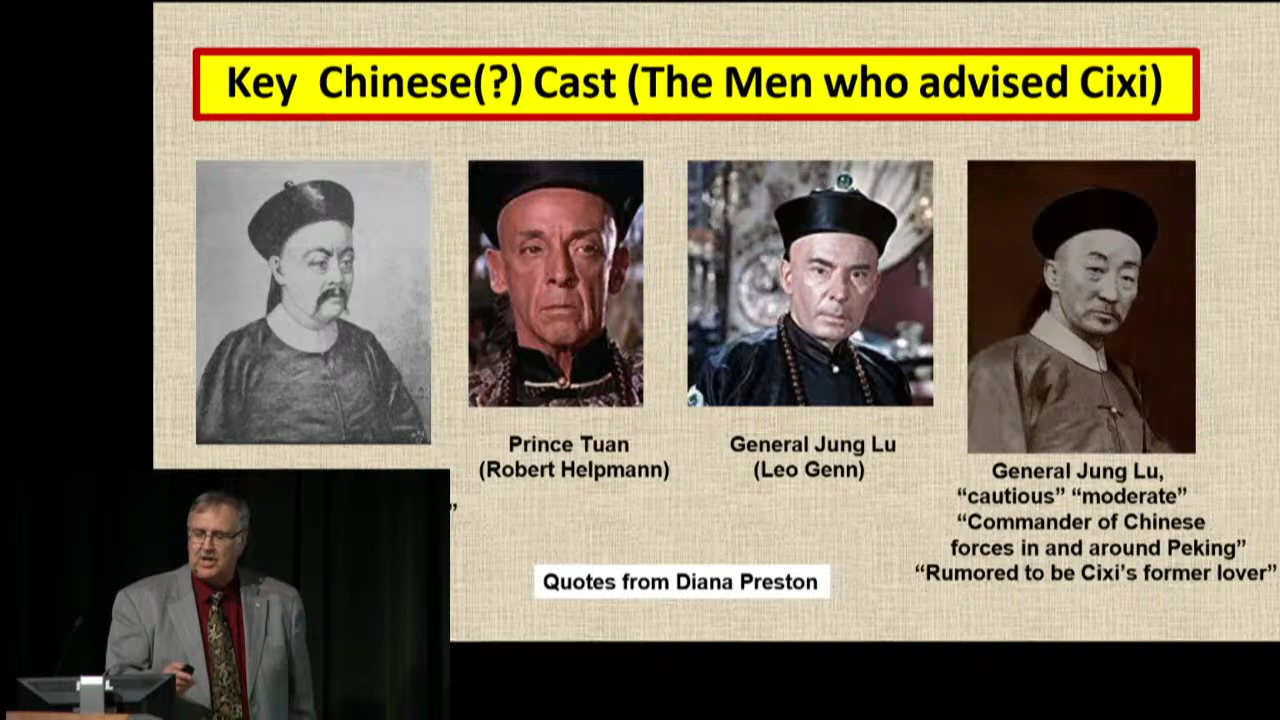 Key Chinese(?) Cast (The Men who advised Cixi)
Prince Tuan
(Robert Helpmann)
General Jung Lu
(Leo Genn)
General Jung Lu,
“cautious” “moderate”
“Commander of Chinese
forces in and around Peking”
“Rumored to be Cixi’s former lover”
”
Quotes from Diana Preston